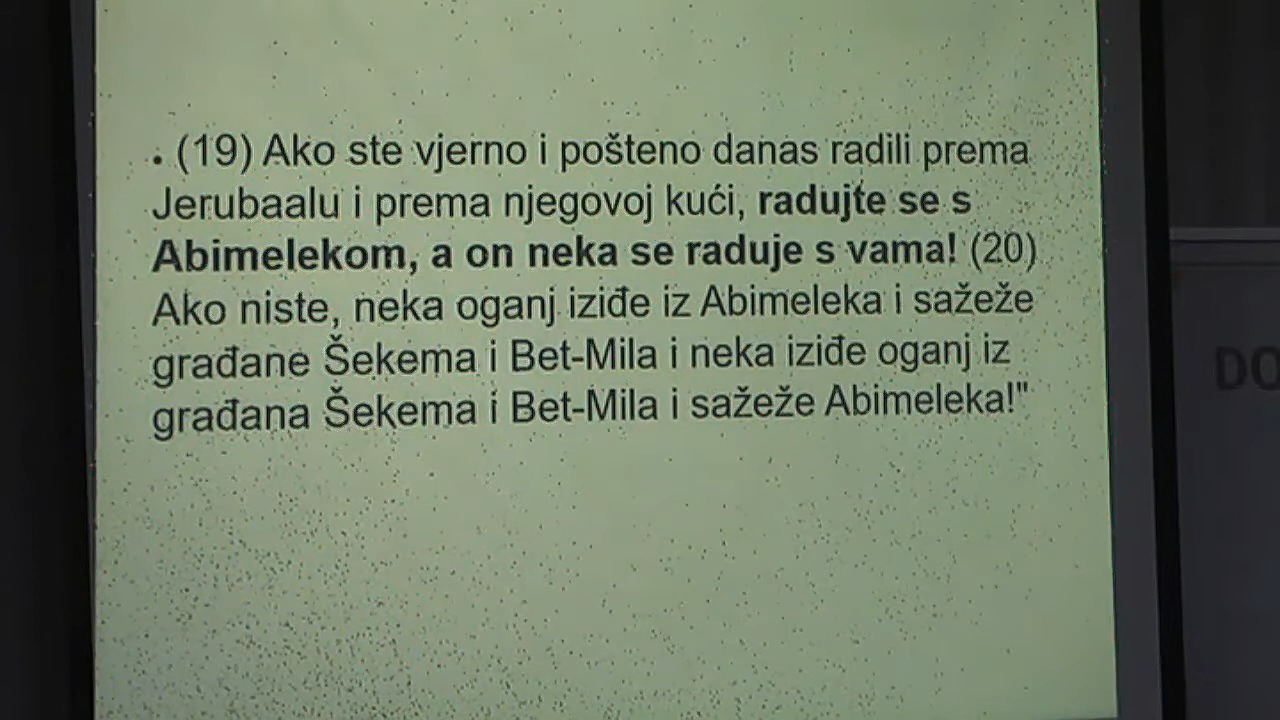 . (19) Ako ste vjerno i pošteno danas radili prema
Jerubaalu i prema njegovoj kući, radujte se s
Abimelekom, a on neka se raduje s vama! (20)
Ako niste, neka oganj iziđe iz Abimeleka i sažeže
građane Šekema i Bet-Mila i neka iziđe oganj iz
građana Šekema i Bet-Mila i sažeže Abimeleka!"
DO